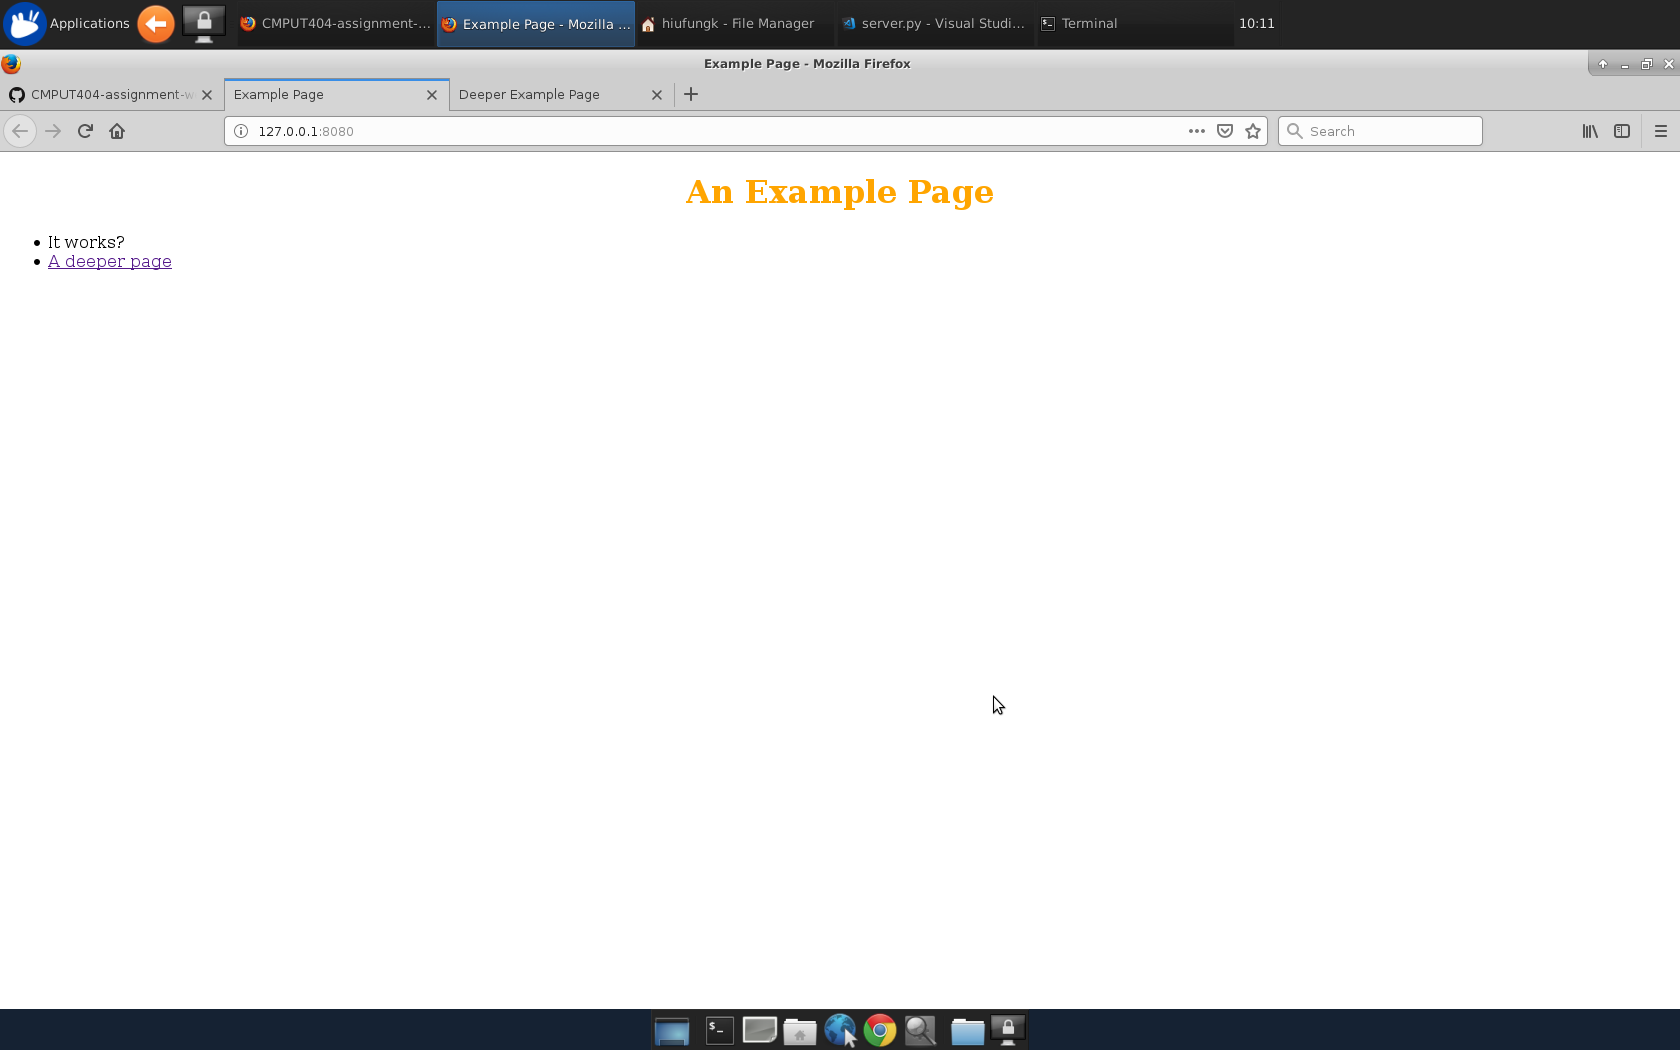 Applications
CMPUT404-assignment-...
Example Page - Mozilla ...
hiufungk - File Manager
server.py - Visual Studi...
Terminal
10:11
Example Page - Mozilla Firefox
CMPUT404-assignment-w
Example Page
Deeper Example Page
127.0.0.1:8080
Search
An Example Page
• It works?
• A deeper page
$_